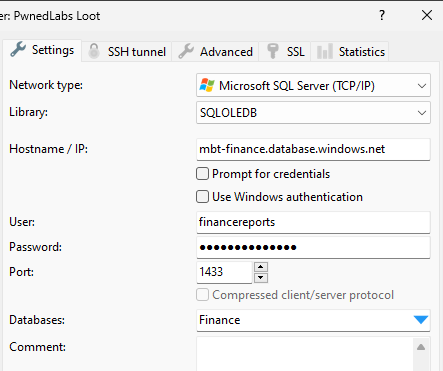 er: PwnedLabs Loot ? ×
Settings SSH tunnel Advanced SSL Statistics
Network type: Microsoft SQL Server (TCP/IP)
Library: SQLOLEDB
Hostname / IP: mbt-finance.database.windows.net
Prompt for credentials
Use Windows authentication
User: financereports
Password: ●●●●●●●●●●●●●●
Port: 1433
Compressed client/server protocol
Databases: Finance
Comment: